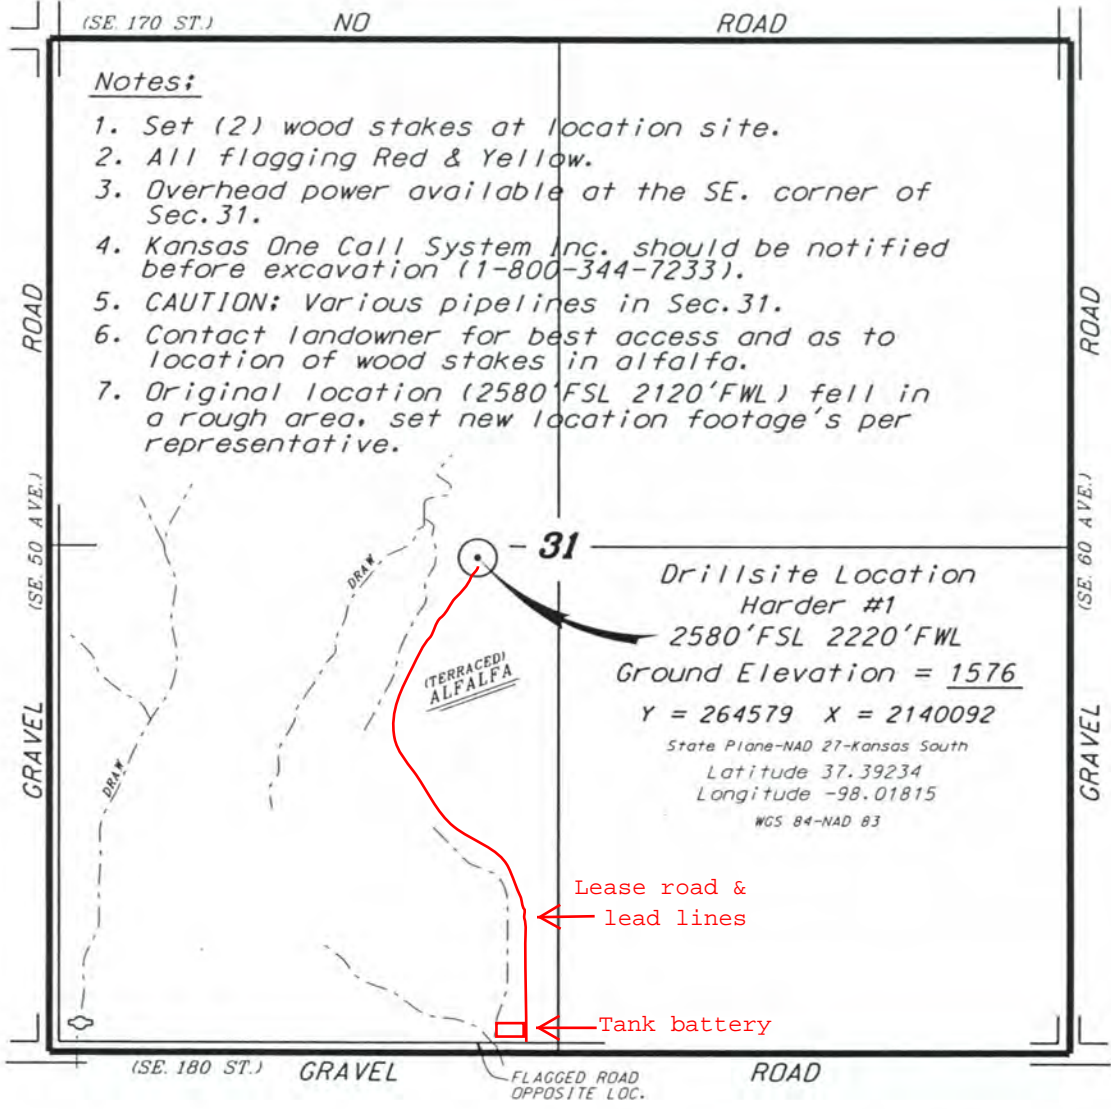 (SE. 170 ST.) NO ROAD
Notes:
1. Set (2) wood stakes at location site.
2. All flagging Red & Yellow.
3. Overhead power available at the SE. corner of
Sec.31.
4. Kansas One Call System Inc. should be notified
before excavation (1-800-344-7233).
5. CAUTION: Various pipelines in Sec.31.
6. Contact landowner for best access and as to
location of wood stakes in alfalfa.
7. Original location (2580'FSL 2120'FWL) fell in
a rough area, set new location footage's per
representative.
ROAD
(SE. 50 AVE.)
GRAVEL
ROAD
(SE. 60 AVE.)
GRAVEL
31
DRAW
DRAW
(TERRACED)
ALFALFA
Drillsite Location
Harder #1
2580'FSL 2220'FWL
Ground Elevation = 1576
Y = 264579 X = 2140092
State Plane-NAD 27-Kansas South
Latitude 37.39234
Longitude -98.01815
WGS 84-NAD 83
Lease road &
lead lines
Tank battery
(SE. 180 ST.) GRAVEL ROAD
FLAGGED ROAD
OPPOSITE LOC.